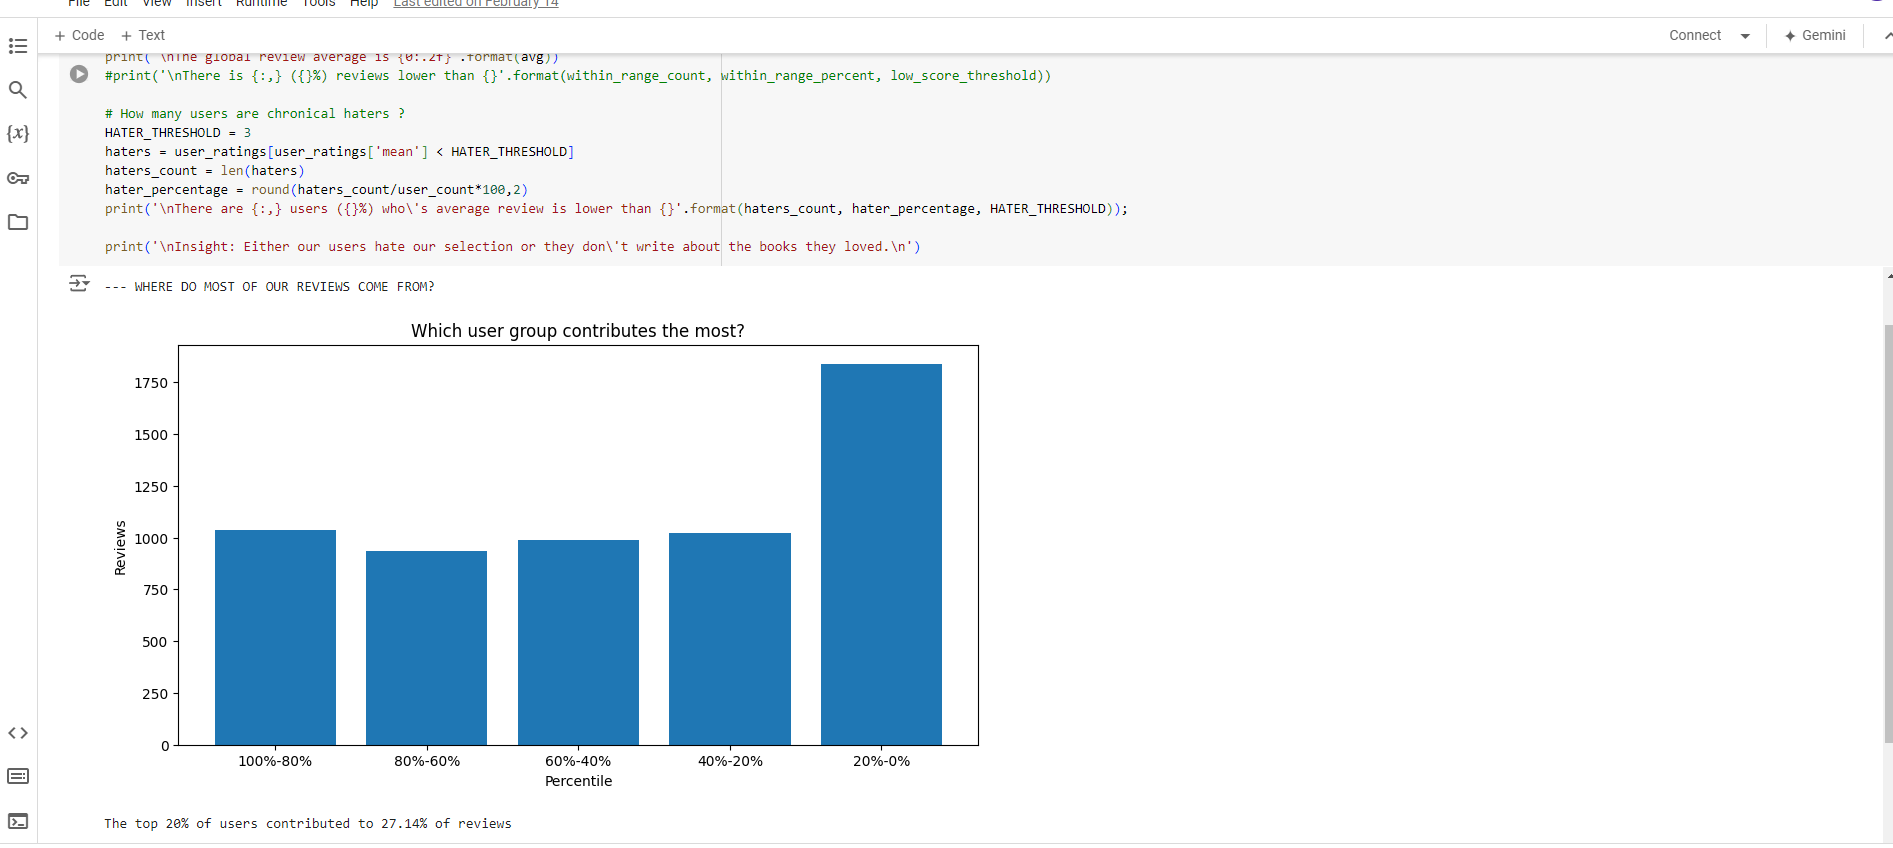 File Edit View Insert Runtime Tools Help Last edited on February 14
+ Code + Text
Connect
Gemini
print( \nThe global review average is {0:.2f} .format(avg))
#print('\nThere is {:,} ({}%) reviews lower than {}'.format(within_range_count, within_range_percent, low_score_threshold))
# How many users are chronical haters ?
HATER_THRESHOLD = 3
haters = user_ratings[user_ratings['mean'] < HATER_THRESHOLD]
haters_count = len(haters)
hater_percentage = round(haters_count/user_count*100,2)
print('\nThere are {:,} users ({}%) who\'s average review is lower than {}'.format(haters_count, hater_percentage, HATER_THRESHOLD));
print('\nInsight: Either our users hate our selection or they don\'t write about the books they loved.\n')
--- WHERE DO MOST OF OUR REVIEWS COME FROM?
Which user group contributes the most?
1750
1500
1250
1000
750
500
250
0
Reviews
100%-80% 80%-60% 60%-40% 40%-20% 20%-0%
Percentile
The top 20% of users contributed to 27.14% of reviews